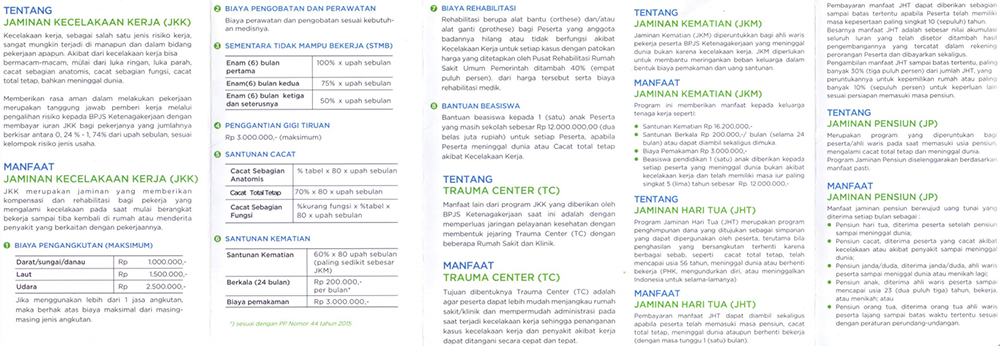 TENTANG
JAMINAN KECELAKAAN KERJA (JKK)
Kecelakaan kerja, sebagai salah satu jenis risiko kerja,
sangat mungkin terjadi di manapun dan dalam bidang
pekerjaan apapun. Akibat dari kecelakaan kerja bisa
bermacam-macam, mulai dari luka ringan, luka parah,
cacat sebagian anatomis, cacat sebagian fungsi, cacat
total tetap, bahkan meninggal dunia.
Memberikan rasa aman dalam melakukan pekerjaan
merupakan tanggung jawab pemberi kerja melalui
pengalihan risiko kepada BPJS Ketenagakerjaan dengan
membayar iuran JKK bagi pekerjanya yang jumlahnya
berkisar antara 0, 24 % - 1, 74% dari upah sebulan, sesuai
kelompok risiko jenis usaha.
MANFAAT
JAMINAN KECELAKAAN KERJA (JKK)
JKK merupakan jaminan yang memberikan
kompensasi dan rehabilitasi bagi pekerja yang
mengalami kecelakaan pada saat mulai berangkat
bekerja sampai tiba kembali di rumah atau menderita
penyakit yang berkaitan dengan pekerjaannya.
1 BIAYA PENGANGKUTAN (MAKSIMUM)
Darat/sungai/danau Rp 1.000.000,-
Laut Rp 1.500.000,-
Udara Rp 2.500.000,-
Jika menggunakan lebih dari 1 jasa angkutan,
maka berhak atas biaya maksimal dari masing-
masing jenis angkutan.
2 BIAYA PENGOBATAN DAN PERAWATAN
Biaya perawatan dan pengobatan sesuai kebutuh-
an medisnya.
3 SEMENTARA TIDAK MAMPU BEKERJA (STMB)
Enam (6) bulan
pertama 100% x upah sebulan
Enam(6) bulan kedua 75% x upah sebulan
Enam (6) bulan ketiga
dan seterusnya 50% x upah sebulan
4 PENGGANTIAN GIGI TIRUAN
Rp 3.000.000,- (maksimum)
5 SANTUNAN CACAT
Cacat Sebagian
Anatomis % tabel x 80 x upah sebulan
Cacat Total Tetap 70% x 80 x upah sebulan
Cacat Sebagian
Fungsi %kurang fungsi x %tabel x
80 x upah sebulan
6 SANTUNAN KEMATIAN
Santunan Kematian 60% x 80 upah sebulan
(paling sedikit sebesar
JKM)
Berkala (24 bulan) Rp 200.000,-
per bulan*
Biaya pemakaman Rp 3.000.000,-
*) sesuai dengan PP Nomor 44 tahun 2015
7 BIAYA REHABILITASI
Rehabilitasi berupa alat bantu (orthese) dan/atau
alat ganti (prothese) bagi Peserta yang anggota
badannya hilang atau tidak berfungsi akibat
Kecelakaan Kerja untuk setiap kasus dengan patokan
harga yang ditetapkan oleh Pusat Rehabilitasi Rumah
Sakit Umum Pemerintah ditambah 40% (empat
puluh persen). dari harga tersebut serta biaya
rehabilitasi medik.
8 BANTUAN BEASISWA
Bantuan beasiswa kepada 1 (satu) anak Peserta
yang masih sekolah sebesar Rp 12.000.000,00 (dua
belas juta rupiah) untuk setiap Peserta, apabila
Peserta meninggal dunia atau Cacat total tetap
akibat Kecelakaan Kerja.
TENTANG
TRAUMA CENTER (TC)
Manfaat lain dari program JKK yang diberikan oleh
BPJS Ketenagakerjaan saat ini adalah dengan
memperluas jaringan pelayanan kesehatan dengan
membentuk jejaring Trauma Center (TC) dengan
beberapa Rumah Sakit dan Klinik.
MANFAAT
TRAUMA CENTER (TC)
Tujuan dibentuknya Trauma Center (TC) adalah
agar peserta dapat lebih mudah menjangkau rumah
sakit/klinik dan mempermudah administrasi pada
saat terjadi kecelakaan kerja sehingga penanganan
kasus kecelakaan kerja dan penyakit akibat kerja
dapat ditangani secara cepat dan tepat.
TENTANG
JAMINAN KEMATIAN (JKM)
Jaminan Kematian (JKM) diperuntukkan bagi ahli waris
pekerja peserta BPJS Ketenagakerjaan yang meninggal
dunia bukan karena kecelakaan kerja. JKM diperlukan
untuk membantu meringankan beban keluarga dalam
bentuk biaya pemakaman dan uang santunan.
MANFAAT
JAMINAN KEMATIAN (JKM)
Program ini memberikan manfaat kepada keluarga
tenaga kerja seperti:
• Santunan Kematian Rp 16.200.000,-
• Santunan Berkala Rp 200.000,-/ bulan (selama 24
bulan) atau dapat diambil sekaligus dimuka.
• Biaya Pemakaman Rp 3.000.000,-
• Beasiswa pendidikan 1 (satu) anak diberikan kepada
setiap peserta yang meninggal dunia bukan akibat
kecelakaan kerja dan telah memiliki masa iur paling
singkat 5 (lima) tahun sebesar Rp. 12.000.000,-
TENTANG
JAMINAN HARI TUA (JHT)
Program Jaminan Hari Tua (JHT) merupakan program
penghimpunan dana yang ditujukan sebagai simpanan
yang dapat dipergunakan oleh peserta, terutama bila
penghasilan yang bersangkutan terhenti karena
berbagai sebab, seperti cacat total tetap, telah
mencapai usia 56 tahun, meninggal dunia atau berhenti
bekerja (PHK, mengundurkan diri, atau meninggalkan
Indonesia untuk selama-lamanya)
MANFAAT
JAMINAN HARI TUA (JHT)
Pembayaran manfaat JHT dapat diambil sekaligus
apabila peserta telah memasuki masa pensiun, cacat
total, meninggal dunia ataupun berhenti bekerja
(dengan masa tunggu 1 (satu) bulan).
Pembayaran manfaat JHT dapat diberikan sebagian
sampai batas tertentu apabila Peserta telah memiliki
masa kepesertaan paling singkat 10 (sepuluh) tahun.
Besarnya manfaat JHT adalah sebesar nilai akumulasi
seluruh iuran yang telah disetor ditambah hasil
pengembangannya yang tercatat dalam rekening
perorangan Peserta dan dibayarkan sekaligus.
Pengambilan manfaat JHT sampai batas tertentu, paling
banyak 30% (tiga puluh persen) dari jumlah JHT, yang
peruntukannya untuk kepemilikan rumah atau paling
banyak 10% (sepuluh persen) untuk keperluan lain
sesuai persiapan memasuki masa pensiun.
TENTANG
JAMINAN PENSIUN (JP)
Merupakan program yang diperuntukan bagi
peserta/ahli waris pada saat memasuki usia pensiun,
mengalami cacat total tetap dan meninggal dunia.
Program Jaminan Pensiun diselenggarakan berdasarkan
manfaat pasti.
MANFAAT
JAMINAN PENSIUN (JP)
Manfaat jaminan pensiun berwujud uang tunai yang
diterima setiap bulan sebagai :
• Pensiun hari tua, diterima peserta setelah pensiun
sampai meninggal dunia;
• Pensiun cacat, diterima peserta yang cacat akibat
kecelakaan atau akibat penyakit sampai meninggal
dunia;
• Pensiun janda/duda, diterima janda/duda, ahli waris
peserta sampai meniggal dunia atau menikah lagi;
• Pensiun anak, diterima ahli waris peserta sampai
mencapai usia 23 (dua puluh tiga) tahun, bekerja,
atau menikah; atau
• Pensiun orang tua, diterima orang tua ahli waris
peserta lajang sampai batas waktu tertentu sesuai
dengan peraturan perundang-undangan.